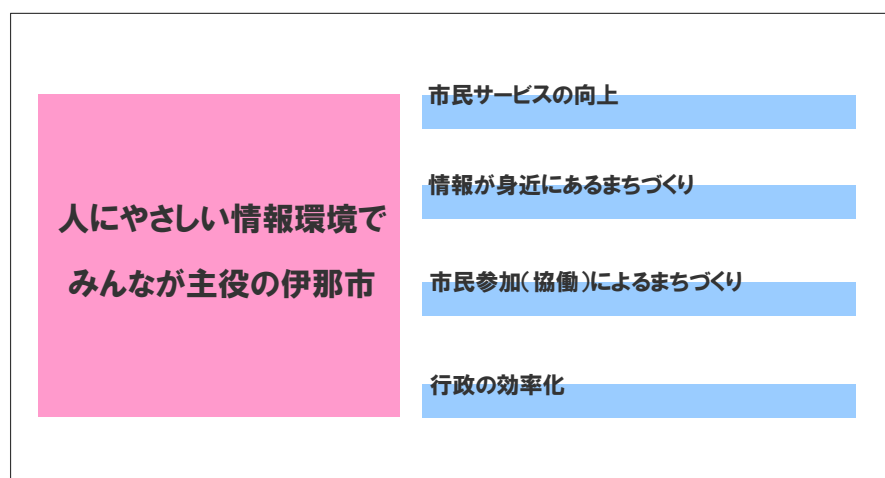 人にやさしい情報環境で
みんなが主役の伊那市
市民サービスの向上
情報が身近にあるまちづくり
市民参加（協働）によるまちづくり
行政の効率化